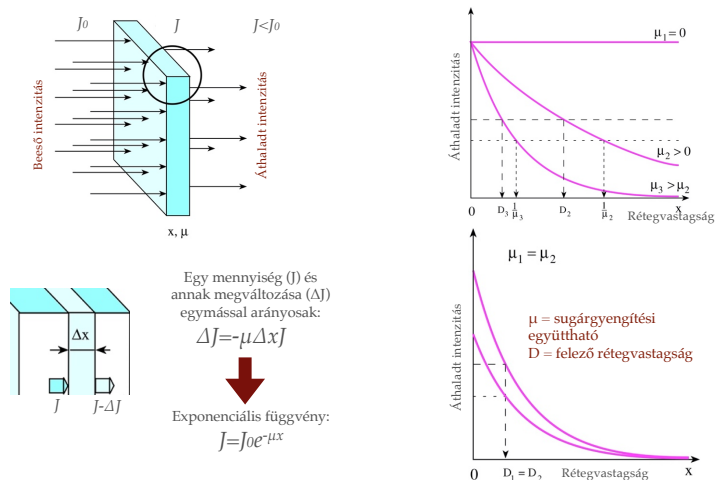 J₀
J
J<J₀
Beeső intenzitás
Áthaladt intenzitás
x, μ
Δx
J
J-ΔJ
Egy mennyiség (J) és
annak megváltozása (ΔJ)
egymással arányosak:
ΔJ=-μΔxJ
Exponenciális függvény:
J=J₀e⁻μx
Áthaladt intenzitás
μ₁=0
μ₂>0
μ₃>μ₂
0
D₃
1/μ₃
D₂
1/μ₂
Rétegvastagság
x
Áthaladt intenzitás
μ₁=μ₂
μ = sugárgyengítési
együttható
D = felező rétegvastagság
0
D₁=D₂
Rétegvastagság
x